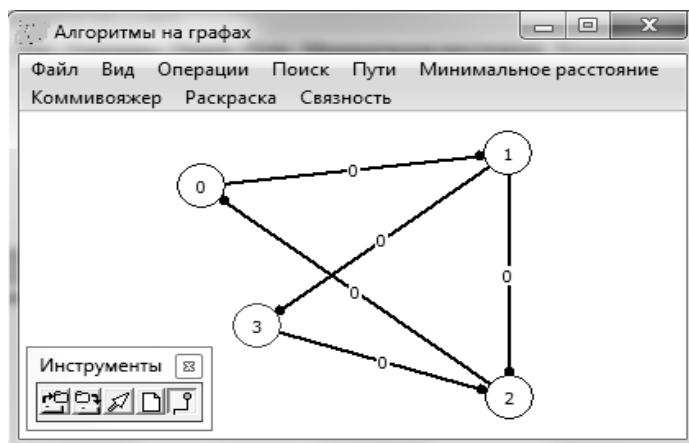 Алгоритмы на графах
Файл Вид Операции Поиск Пути Минимальное расстояние
Коммивояжер Раскраска Связность
1
0
0
0
0
0
3
0
2
Инструменты